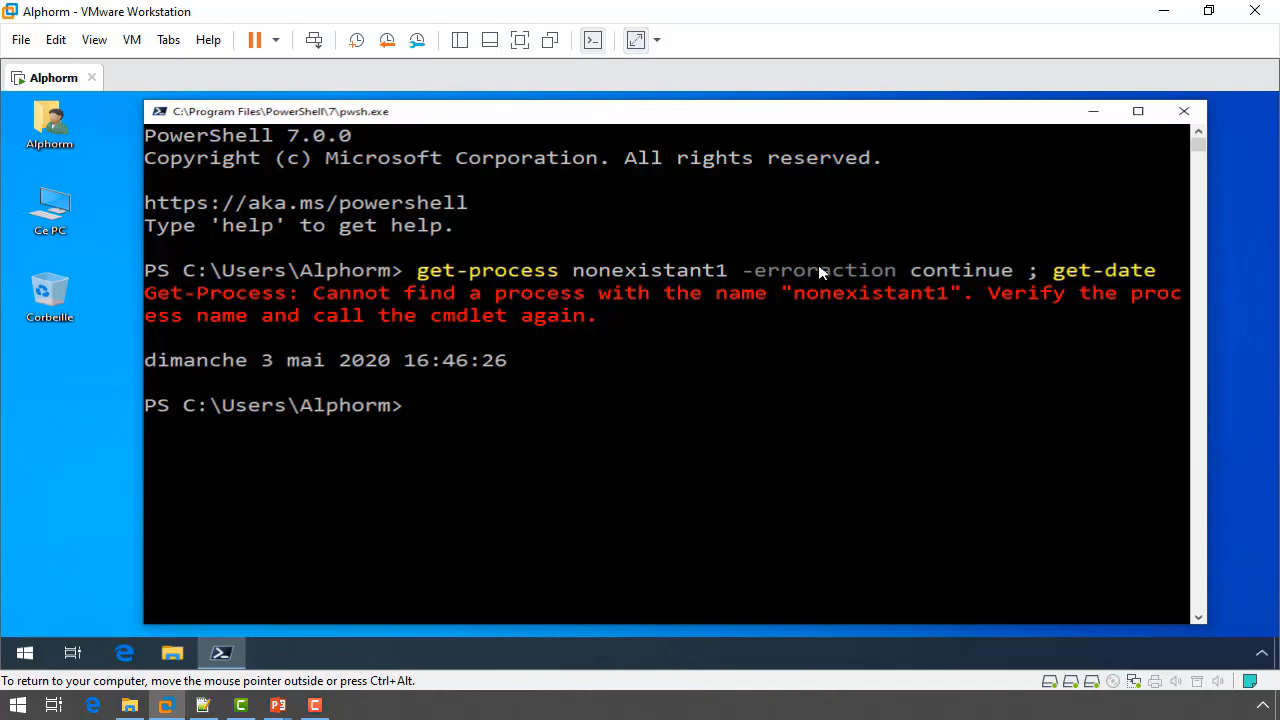 Alphorm - VMware Workstation
File Edit View VM Tabs Help
Alphorm
C:\Program Files\PowerShell\7\pwsh.exe
PowerShell 7.0.0
Copyright (c) Microsoft Corporation. All rights reserved.
https://aka.ms/powershell
Type 'help' to get help.
PS C:\Users\Alphorm> get-process nonexistant1 -erroraction continue ; get-date
Get-Process: Cannot find a process with the name "nonexistant1". Verify the proc
ess name and call the cmdlet again.
dimanche 3 mai 2020 16:46:26
PS C:\Users\Alphorm>
Alphorm
Ce PC
Corbeille
To return to your computer, move the mouse pointer outside or press Ctrl+Alt.